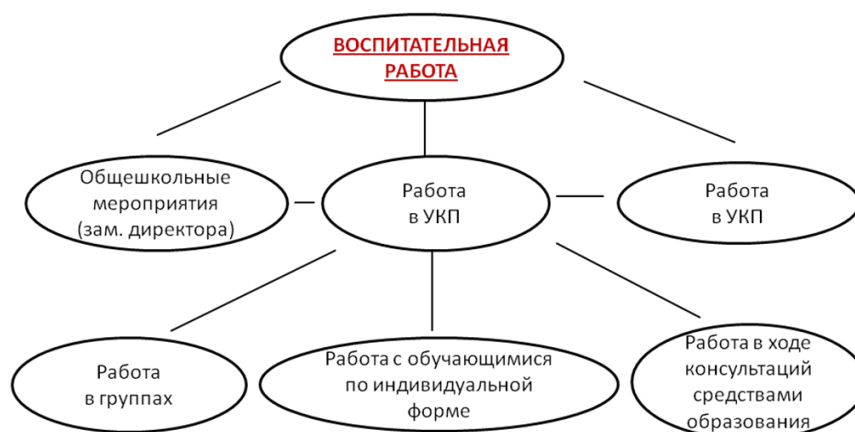 ВОСПИТАТЕЛЬНАЯ
РАБОТА
Общешкольные
мероприятия
(зам. директора)
Работа
в УКП
Работа
в УКП
Работа
в группах
Работа с обучающимися
по индивидуальной
форме
Работа в ходе
консультаций
средствами
образования